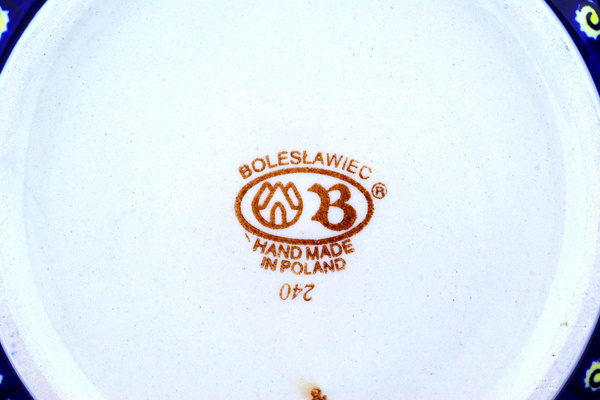 BOLESŁAWIEC
B ®
HAND MADE
IN POLAND
240
&